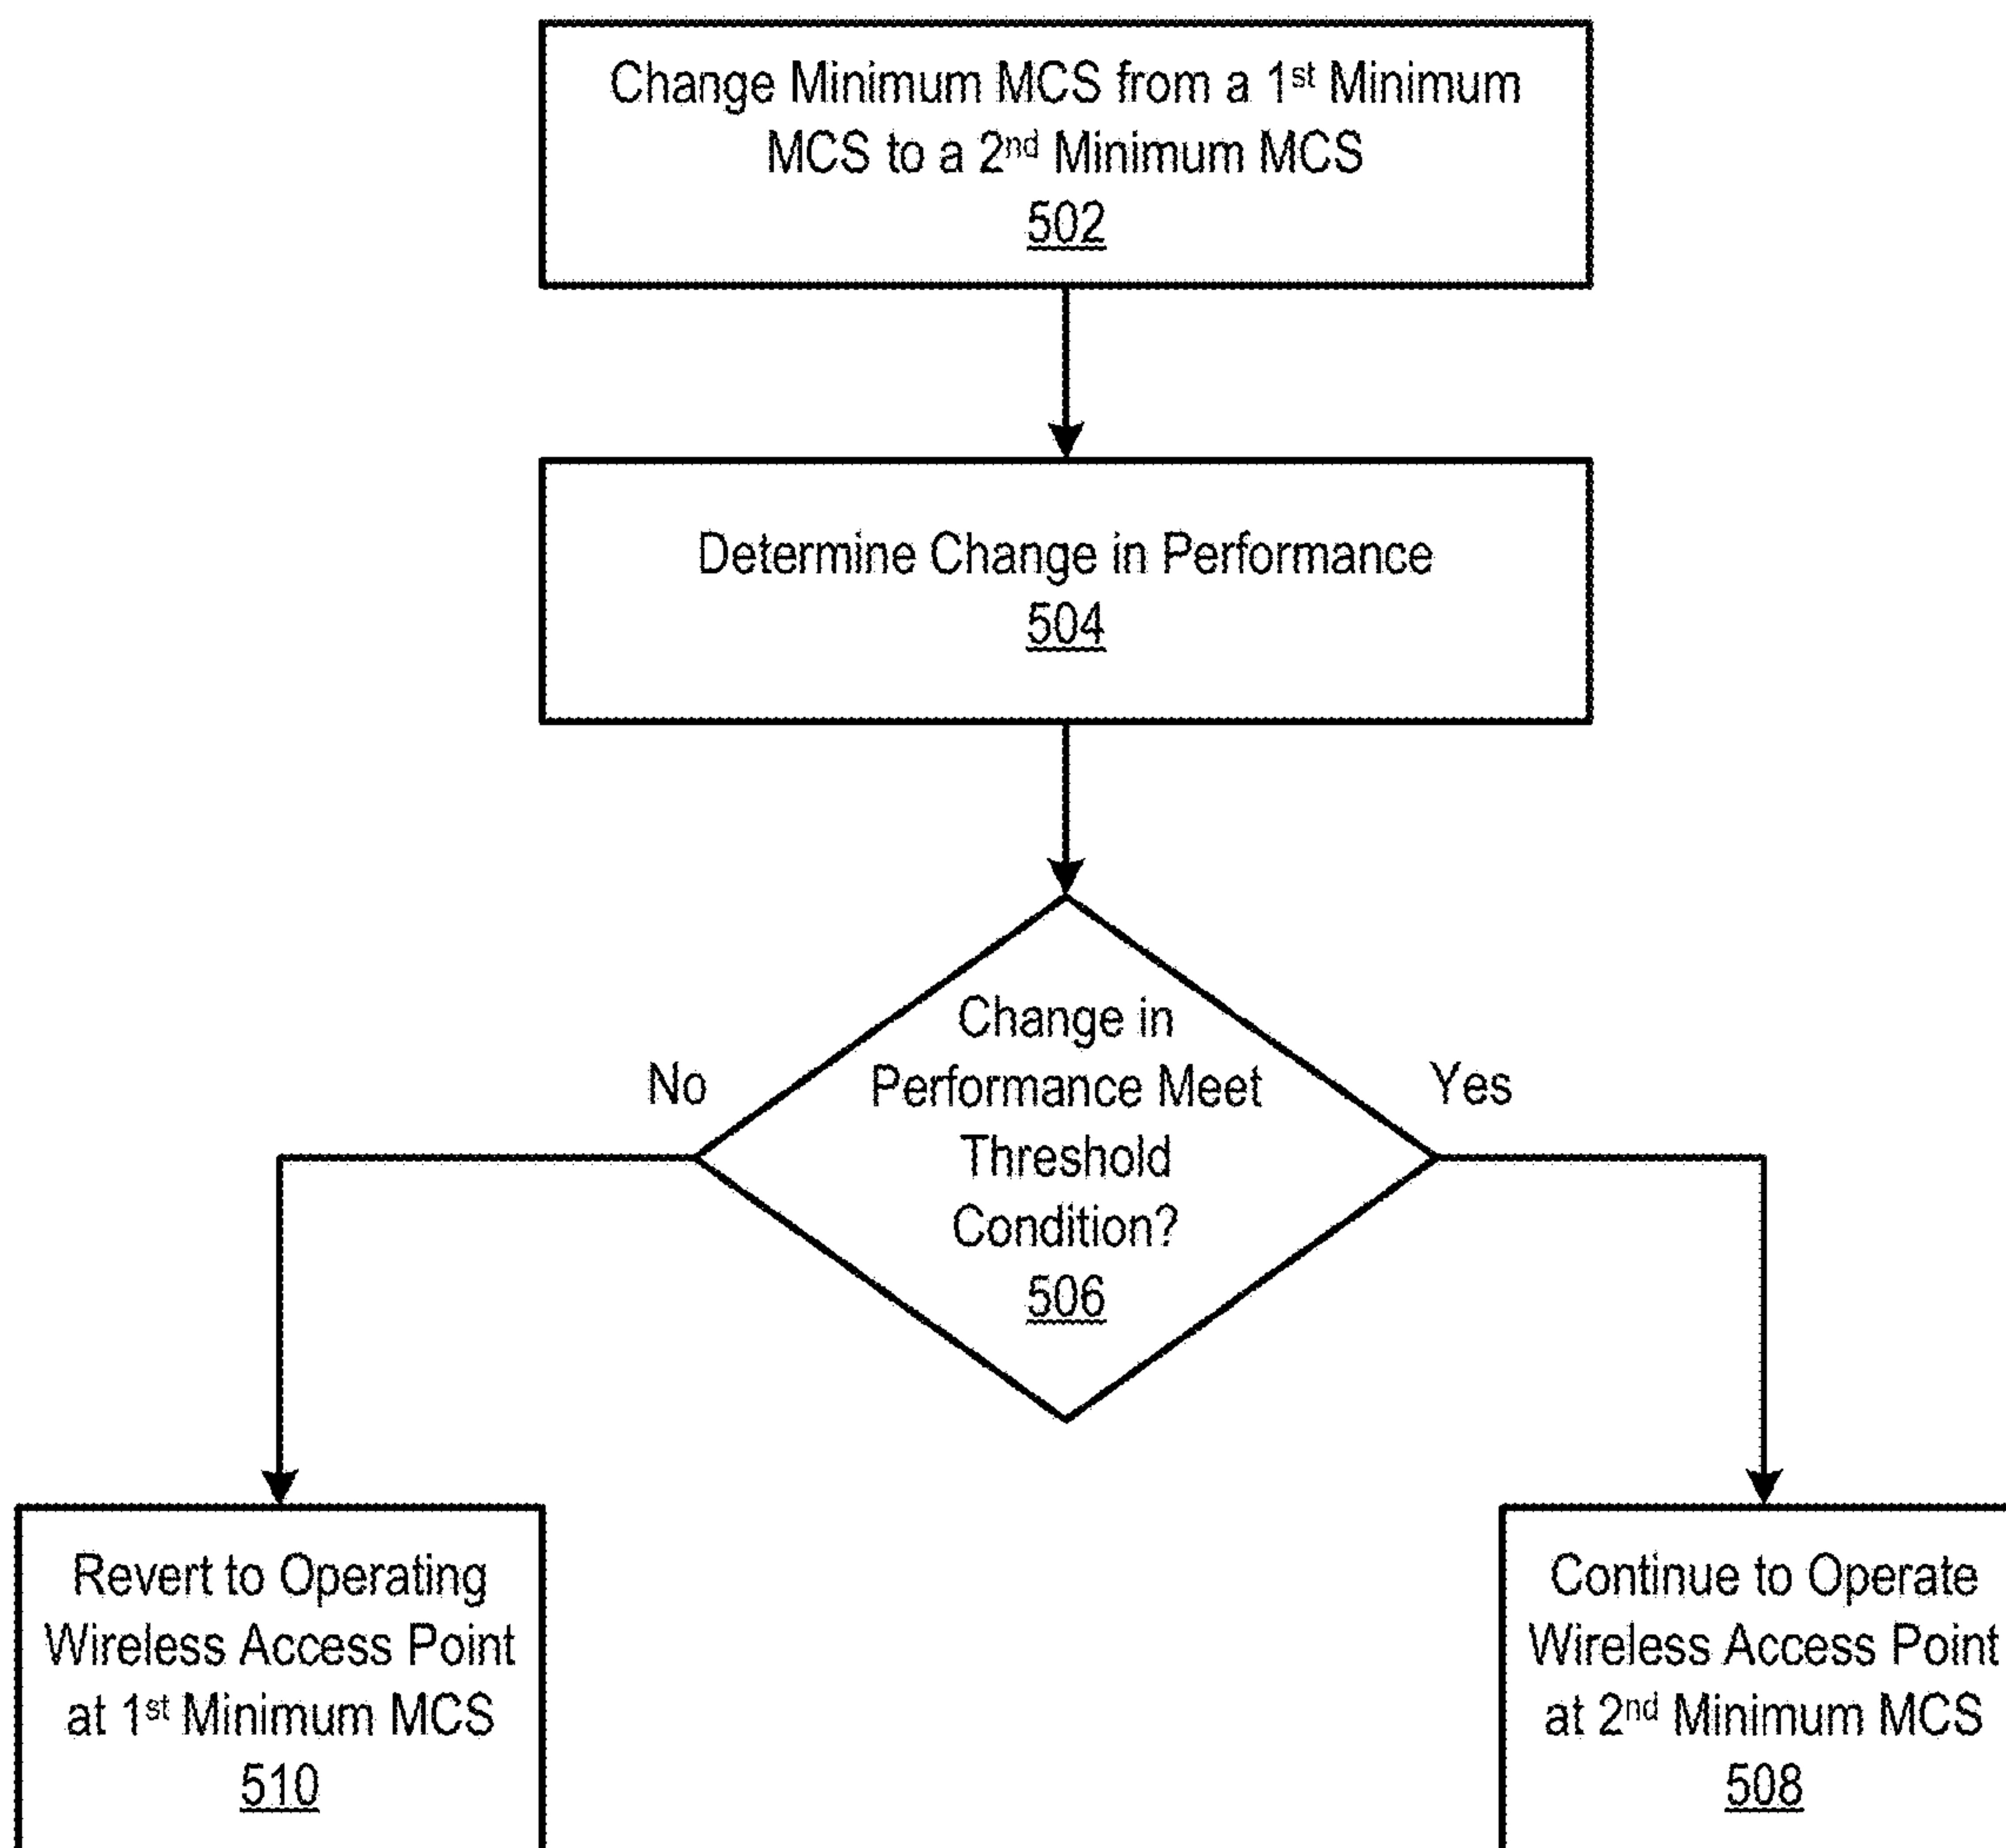 Change Minimum MCS from a 1st Minimum
MCS to a 2nd Minimum MCS
502
Determine Change in Performance
504
Change in
Performance Meet
Threshold
Condition?
506
No
Yes
Revert to Operating
Wireless Access Point
at 1st Minimum MCS
510
Continue to Operate
Wireless Access Point
at 2nd Minimum MCS
508